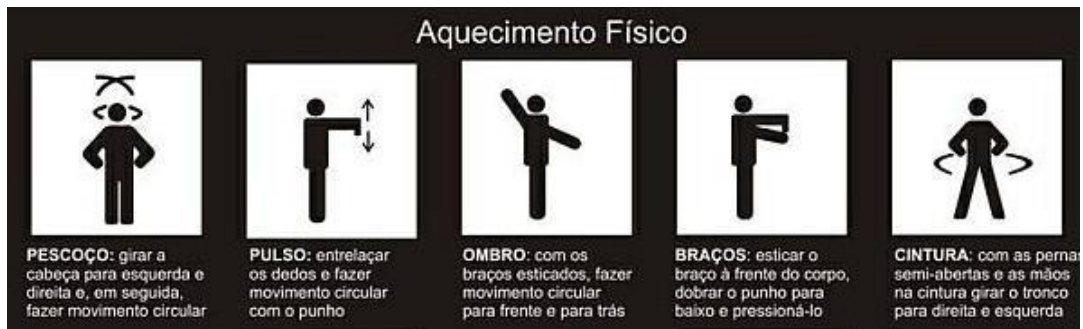 Aquecimento Físico
PESCOÇO: girar a
cabeça para esquerda e
direita e, em seguida,
fazer movimento circular
PULSO: entrelaçar
os dedos e fazer
movimento circular
com o punho
OMBRO: com os
braços esticados, fazer
movimento circular
para frente e para trás
BRAÇOS: esticar o
braço à frente do corpo,
dobrar o punho para
baixo e pressioná-lo
CINTURA: com as pernas
semi-abertas e as mãos
na cintura girar o tronco
para direita e esquerda